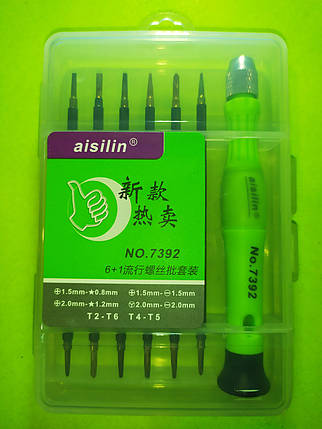 aisilin®
新款
热卖
NO.7392
6+1流行螺丝批套装
⊕1.5mm-★0.8mm ⊕1.5mm-⊖1.5mm
⊕2.0mm-★1.2mm 2.0mm-⊖2.0mm
T2-T6 T4-T5
aisilin®
No.7392